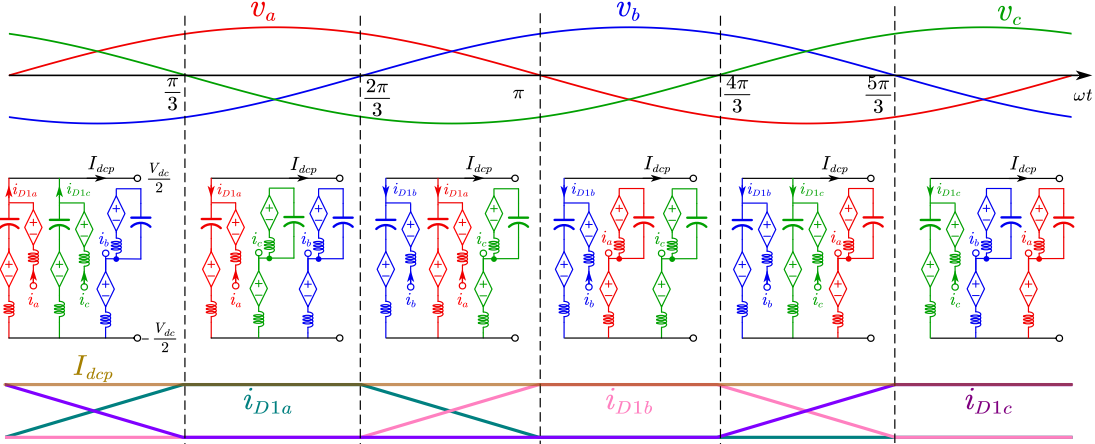 v_a v_b v_c
π/3 2π/3 π 4π/3 5π/3 ωt
I_dcp V_dc/2 I_dcp I_dcp I_dcp I_dcp I_dcp
i_D1a i_D1c i_D1a i_D1b i_D1a i_D1b i_D1b i_D1c i_D1c
i_b i_c i_b i_c i_a i_c i_a i_b i_a
i_a i_c i_a i_b i_a i_b i_b i_c i_c
-V_dc/2
I_dcp
i_D1a i_D1b i_D1c